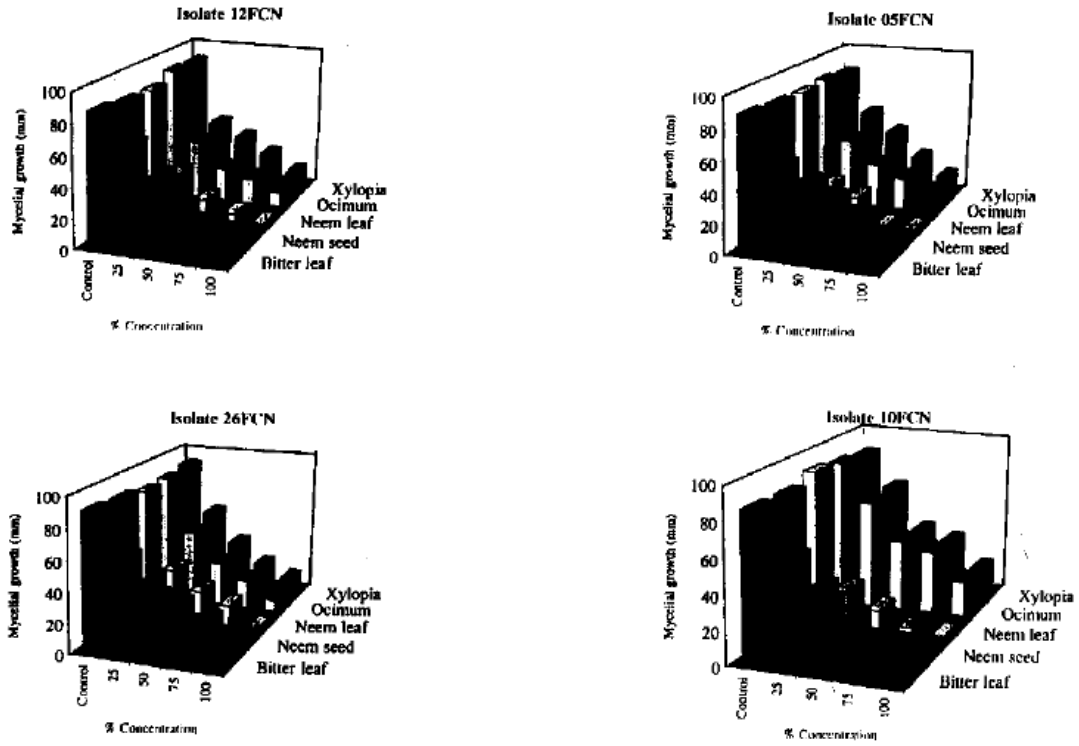 Isolate 12FCN
Mycelial growth (mm)
100
80
60
40
20
0
Control
25
50
75
100
Xylopia
Ocimum
Neem leaf
Neem seed
Bitter leaf
% Concentration
Isolate 05FCN
Mycelial growth (mm)
100
80
60
40
20
0
Control
25
50
75
100
Xylopia
Ocimum
Neem leaf
Neem seed
Bitter leaf
% Concentration
Isolate 26FCN
Mycelial growth (mm)
100
80
60
40
20
0
Control
25
50
75
100
Xylopia
Ocimum
Neem leaf
Neem seed
Bitter leaf
% Concentration
Isolate 10FCN
Mycelial growth (mm)
100
80
60
40
20
0
Control
25
50
75
100
Xylopia
Ocimum
Neem leaf
Neem seed
Bitter leaf
% Concentration